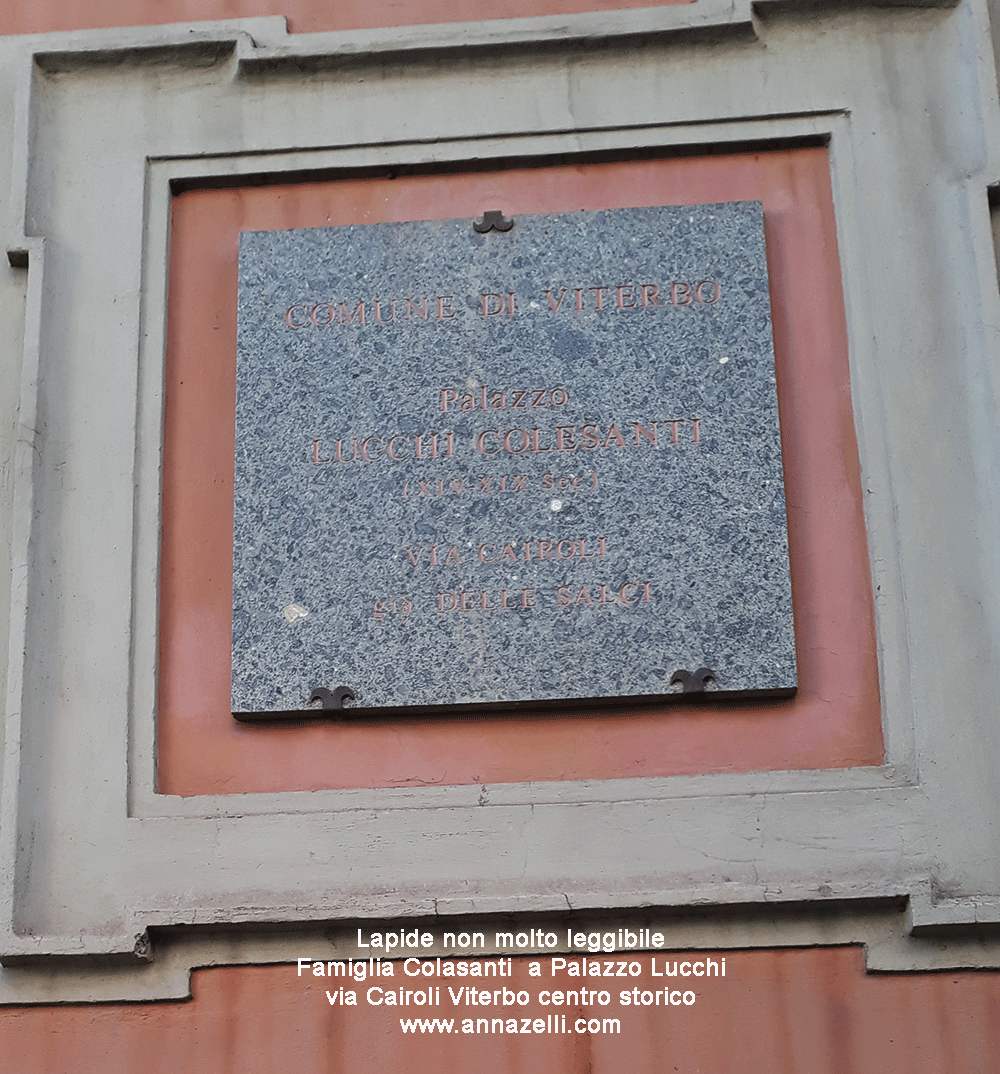 COMUNE DI VITERBO
Palazzo
LUCCHI COLESANTI
(XIV-XIX Sec)
VIA CAIROLI
già DELLE SALCI
Lapide non molto leggibile
Famiglia Colasanti a Palazzo Lucchi
via Cairoli Viterbo centro storico
www.annazelli.com